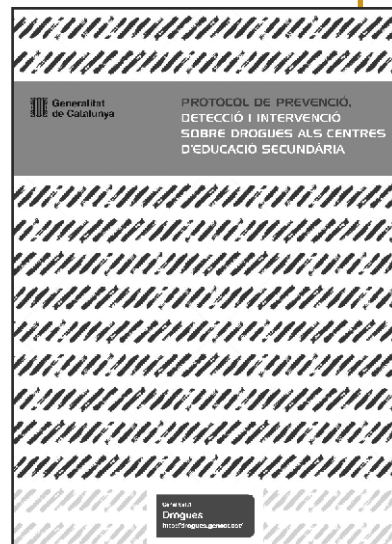 Generalitat
de Catalunya
PROTOCOL DE PREVENCIÓ,
DETECCIÓ I INTERVENCIÓ
SOBRE DROGUES ALS CENTRES
D'EDUCACIÓ SECUNDÀRIA
Drogues